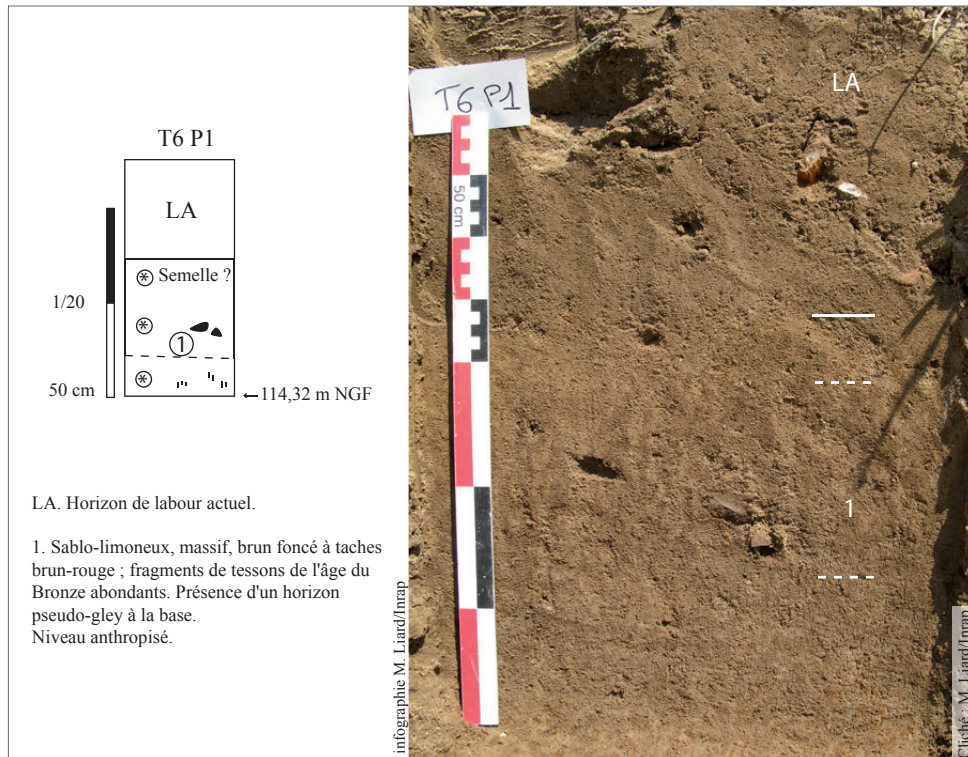 T6 P1
LA
✳ Semelle ?
1/20
✳
1
50 cm
✳
←114,32 m NGF
LA. Horizon de labour actuel.
1. Sablo-limoneux, massif, brun foncé à taches
brun-rouge ; fragments de tessons de l'âge du
Bronze abondants. Présence d'un horizon
pseudo-gley à la base.
Niveau anthropisé.
infographie M. Liard/Inrap
T6 P1
50 cm
LA
1
Cliché : M. Liard/Inrap